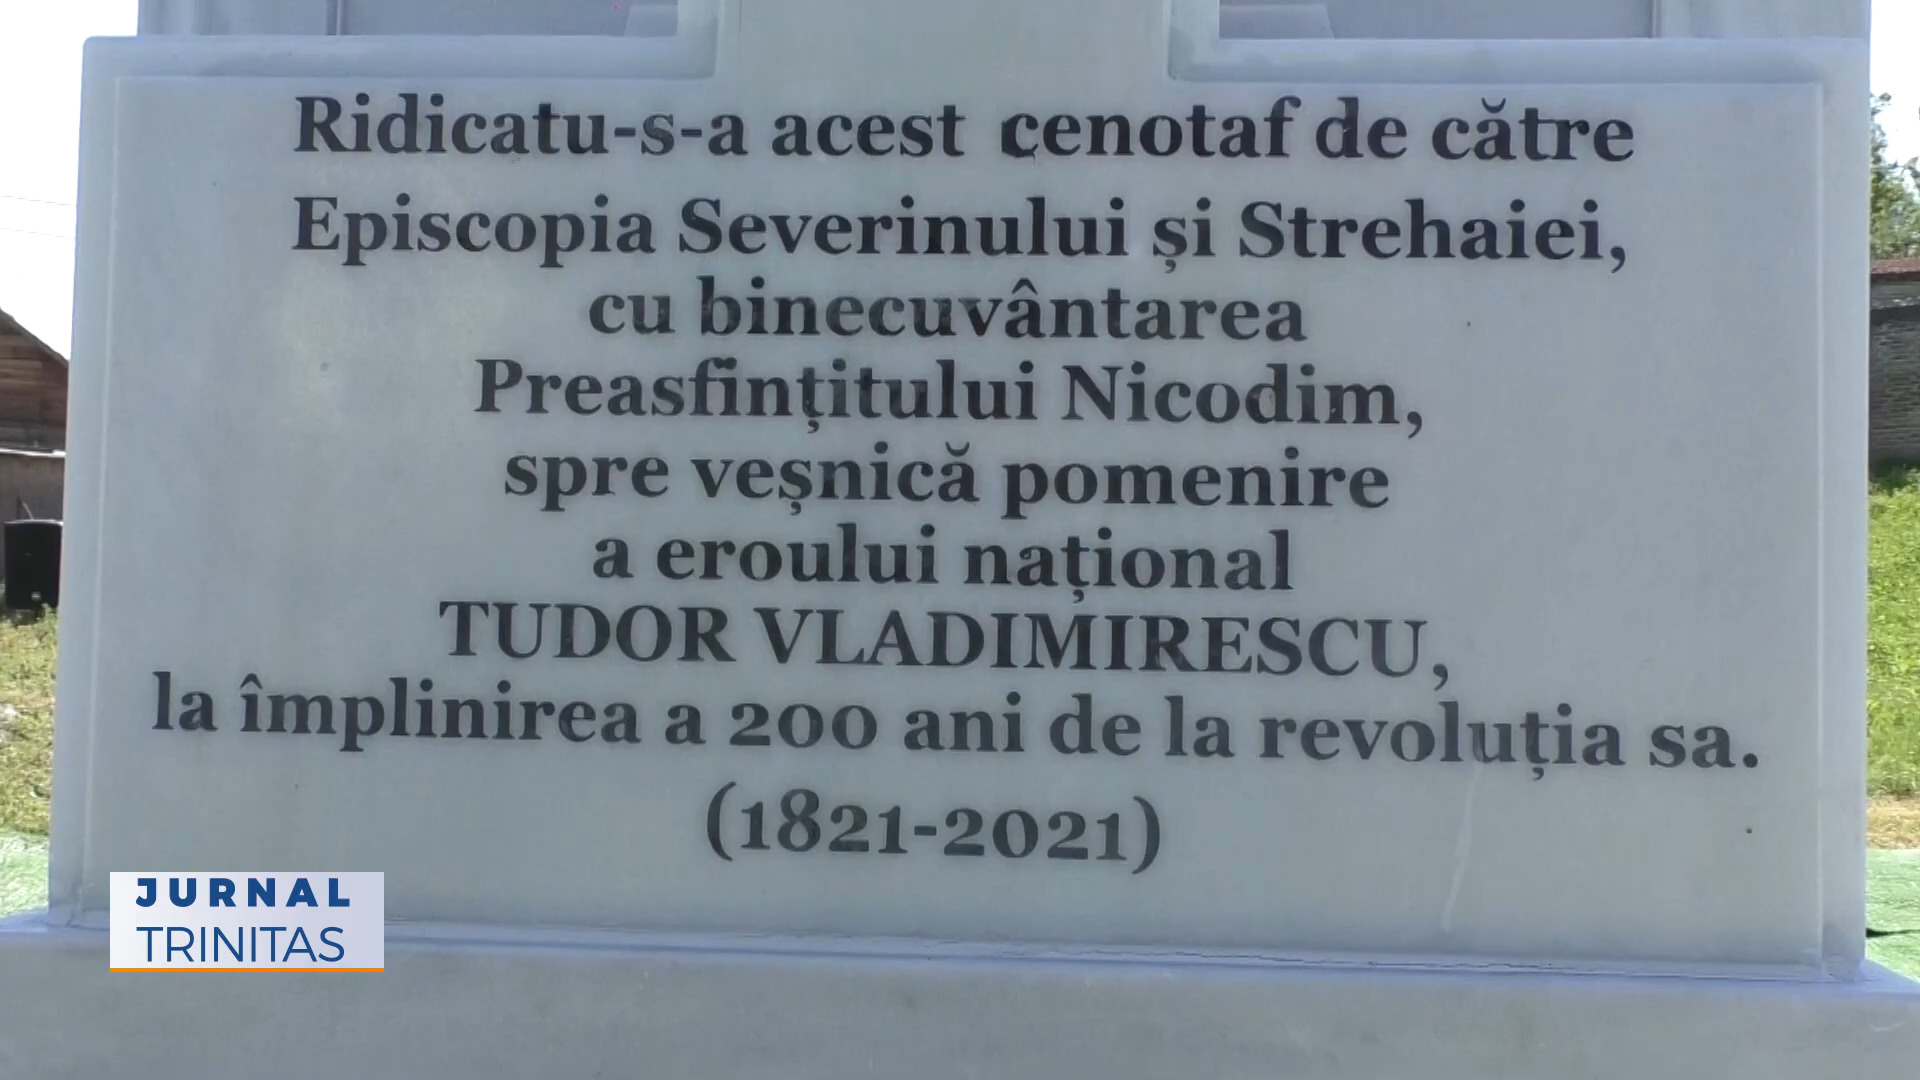 Ridicatu-s-a acest cenotaf de către
Episcopia Severinului și Strehaiei,
cu binecuvântarea
Preasfințitului Nicodim,
spre veșnică pomenire
a eroului național
TUDOR VLADIMIRESCU,
la împlinirea a 200 ani de la revoluția sa.
(1821-2021)
JURNAL
TRINITAS